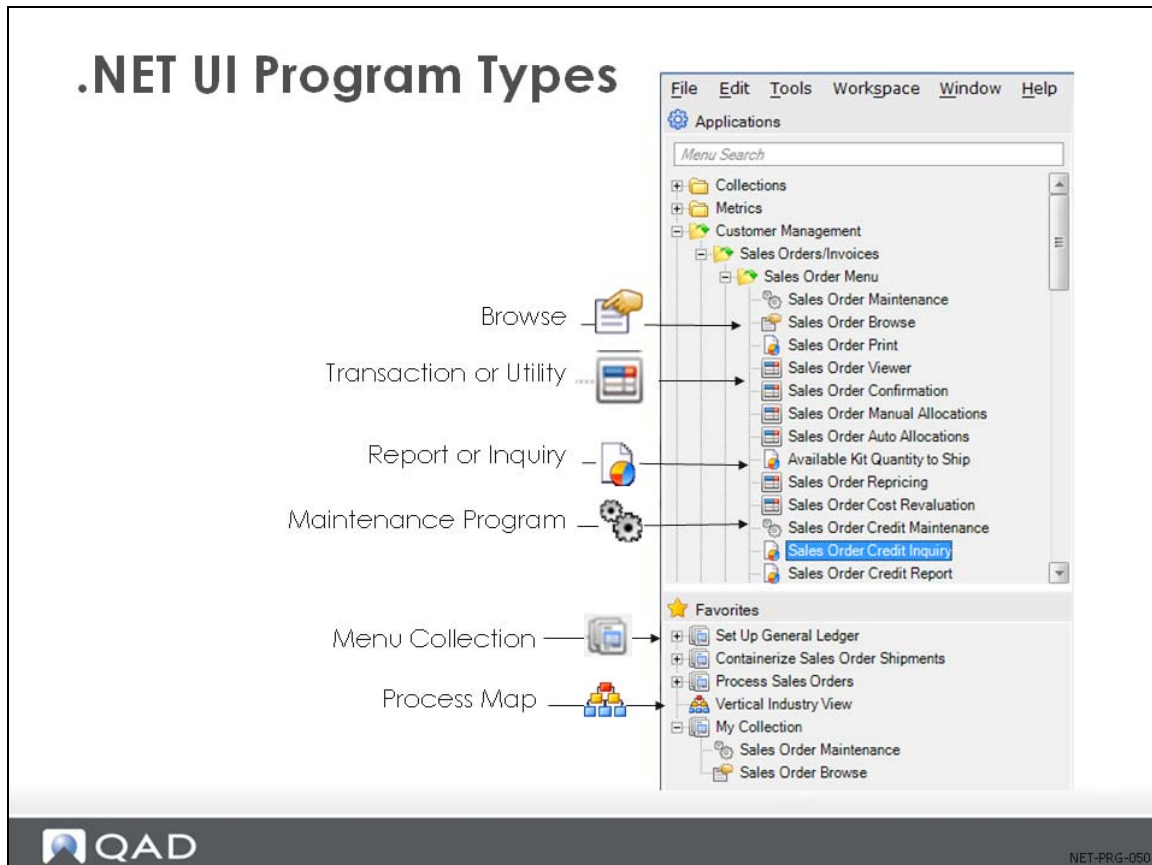 .NET UI Program Types
File Edit Tools Workspace Window Help
Applications
Menu Search
Collections
Metrics
Customer Management
Sales Orders/Invoices
Sales Order Menu
Sales Order Maintenance
Browse
Sales Order Browse
Sales Order Print
Transaction or Utility
Sales Order Viewer
Sales Order Confirmation
Sales Order Manual Allocations
Sales Order Auto Allocations
Report or Inquiry
Available Kit Quantity to Ship
Sales Order Repricing
Sales Order Cost Revaluation
Maintenance Program
Sales Order Credit Maintenance
Sales Order Credit Inquiry
Sales Order Credit Report
Favorites
Menu Collection
Set Up General Ledger
Containerize Sales Order Shipments
Process Sales Orders
Process Map
Vertical Industry View
My Collection
Sales Order Maintenance
Sales Order Browse
QAD
NET-PRG-050